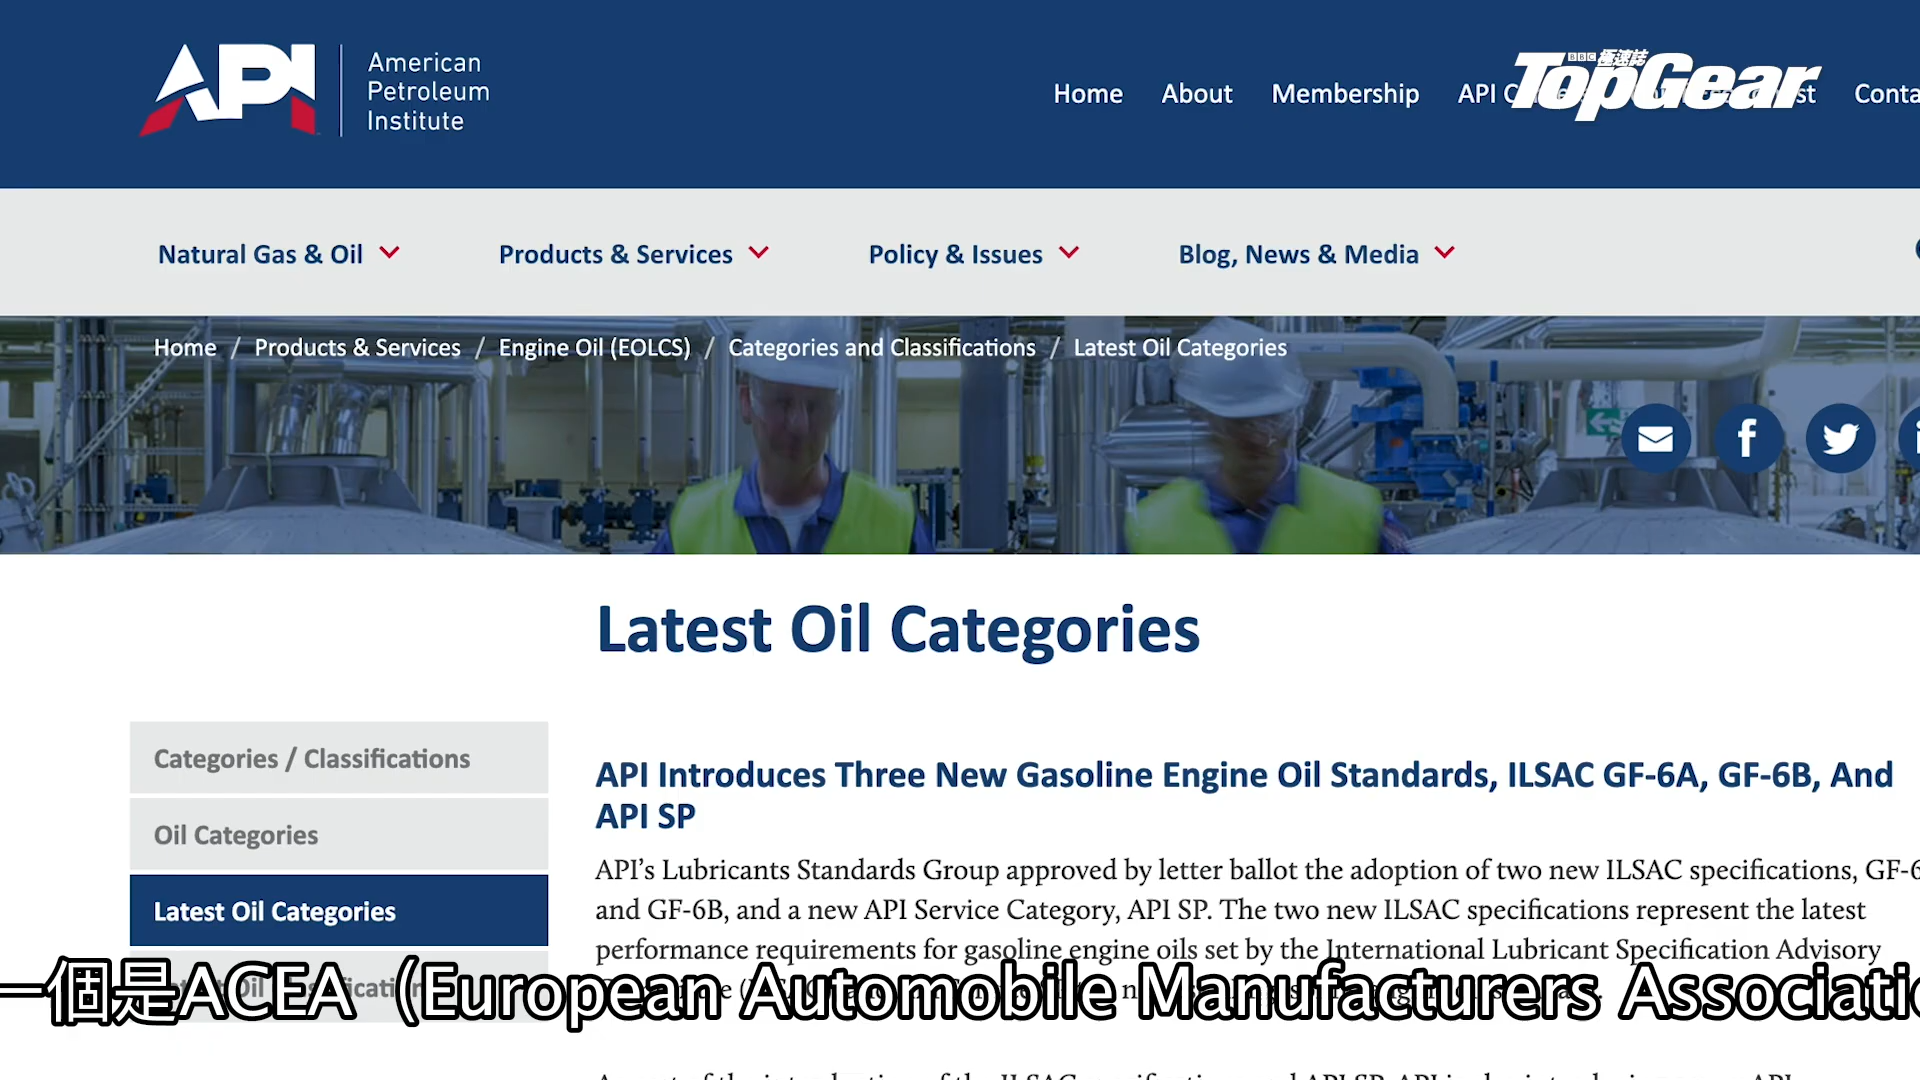 API
American
Petroleum
Institute
Home About Membership API
BBC 極速誌
TopGear
Natural Gas & Oil Products & Services Policy & Issues Blog, News & Media
Home / Products & Services / Engine Oil (EOLCS) / Categories and Classifications / Latest Oil Categories
Latest Oil Categories
Categories / Classifications
Oil Categories
Latest Oil Categories
API Introduces Three New Gasoline Engine Oil Standards, ILSAC GF-6A, GF-6B, And
API SP
API's Lubricants Standards Group approved by letter ballot the adoption of two new ILSAC specifications,
and GF-6B, and a new API Service Category, API SP. The two new ILSAC specifications represent the latest
performance requirements for gasoline engine oils set by the International Lubricant Specification Advisory
一個是ACEA（European Automobile Manufacturers